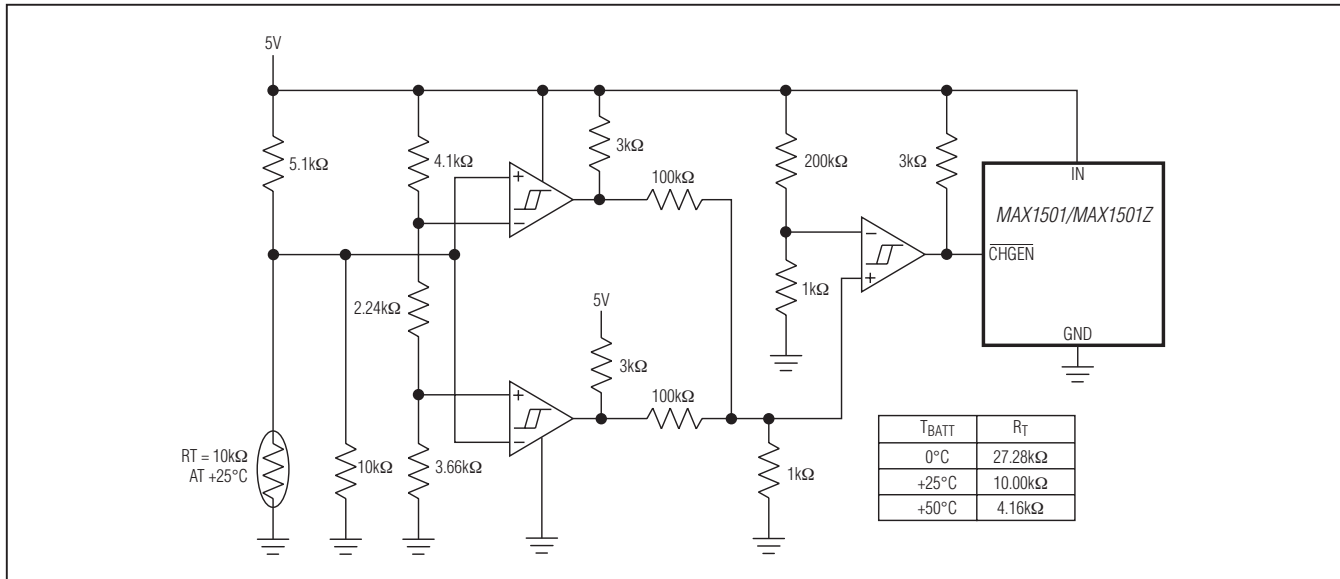 5V
5.1kΩ
4.1kΩ
3kΩ
100kΩ
200kΩ
3kΩ
IN
MAX1501/MAX1501Z
CHGEN
GND
+
−
−
+
2.24kΩ
1kΩ
5V
3kΩ
100kΩ
+
−
RT = 10kΩ
AT +25°C
10kΩ
3.66kΩ
1kΩ
TBATT RT
0°C 27.28kΩ
+25°C 10.00kΩ
+50°C 4.16kΩ